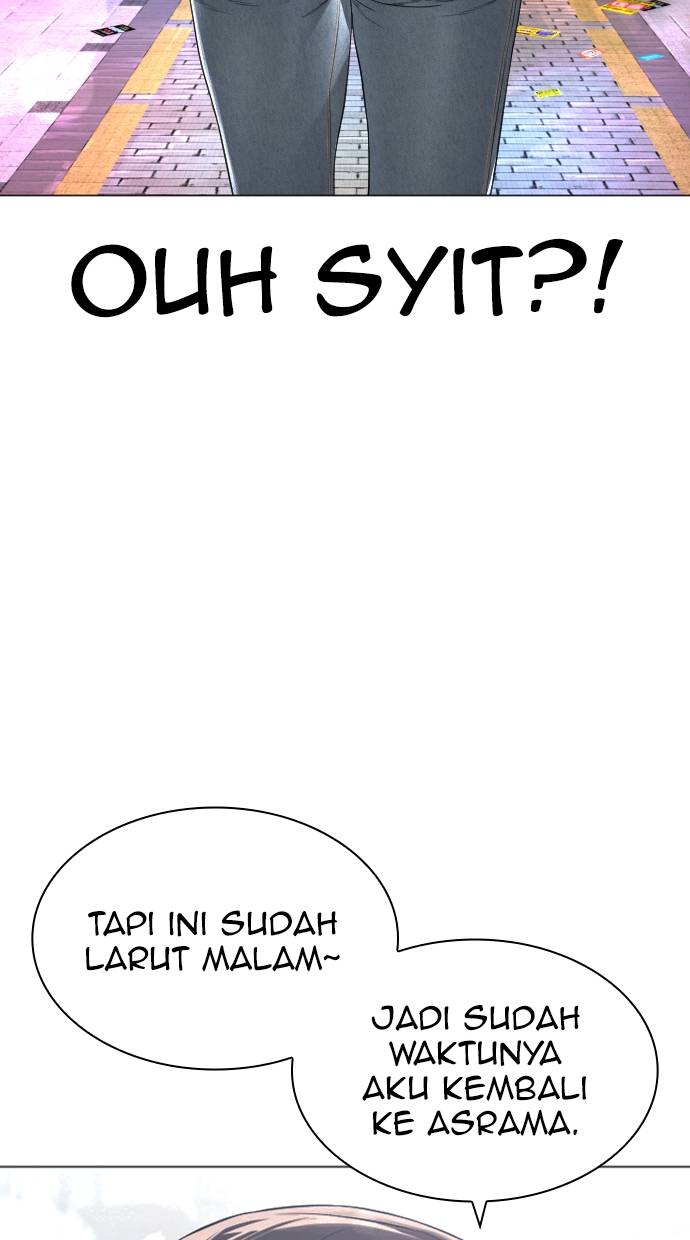 OUH SYIT?!
TAPI INI SUDAH
LARUT MALAM~
JADI SUDAH
WAKTUNYA
AKU KEMBALI
KE ASRAMA.